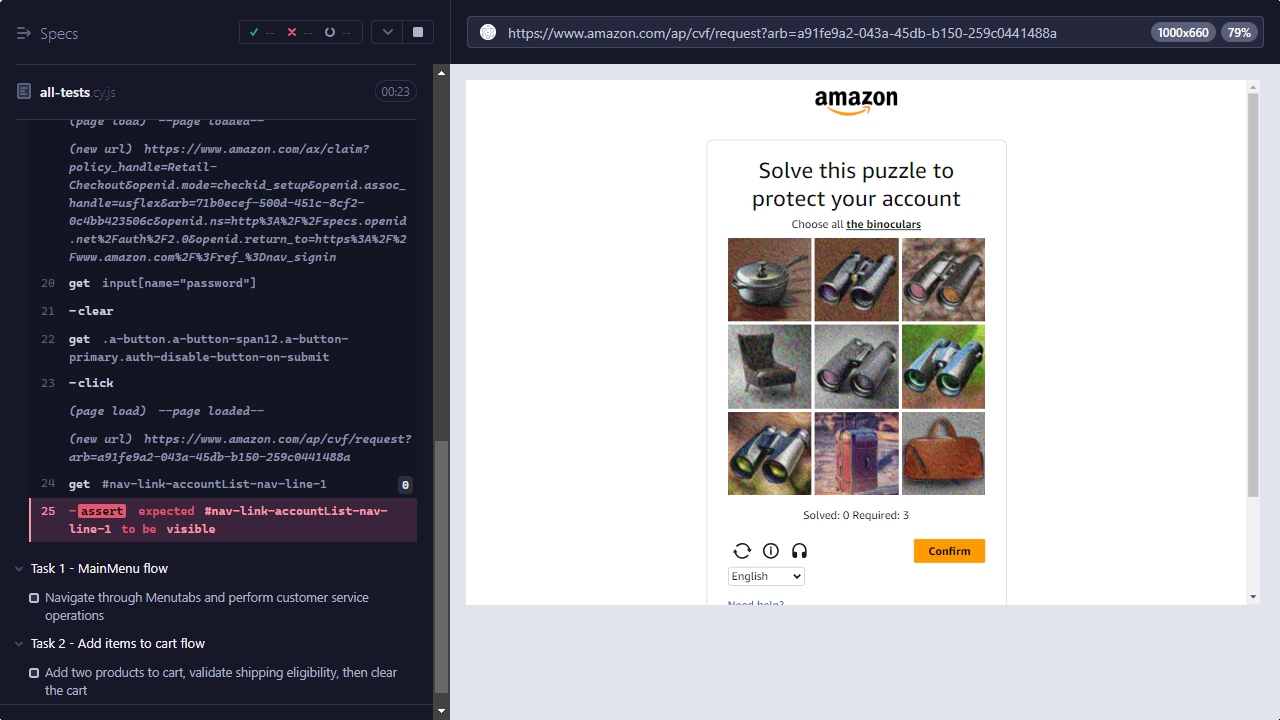 Specs
--
--
--
all-tests.cy.js
00:23
(page load) --page loaded--
(new url) https://www.amazon.com/ax/claim?
policy_handle=Retail-
Checkout&openid.mode=checkid_setup&openid.assoc_
handle=usflex&arb=71b0ecef-500d-451c-8cf2-
0c4bb423506c&openid.ns=http%3A%2F%2Fspecs.openid
.net%2Fauth%2F2.0&openid.return_to=https%3A%2F%2
Fwww.amazon.com%2F%3Fref_%3Dnav_signin
20 get input[name="password"]
21 -clear
22 get .a-button.a-button-span12.a-button-
primary.auth-disable-button-on-submit
23 -click
(page load) --page loaded--
(new url) https://www.amazon.com/ap/cvf/request?
arb=a91fe9a2-043a-45db-b150-259c0441488a
24 get #nav-link-accountList-nav-line-1 0
25 -assert expected #nav-link-accountList-nav-
line-1 to be visible
Task 1 - MainMenu flow
Navigate through Menutabs and perform customer service
operations
Task 2 - Add items to cart flow
Add two products to cart, validate shipping eligibility, then clear
the cart
https://www.amazon.com/ap/cvf/request?arb=a91fe9a2-043a-45db-b150-259c0441488a
1000x660
79%
amazon
Solve this puzzle to
protect your account
Choose all the binoculars
Solved: 0 Required: 3
Confirm
English
Need help?